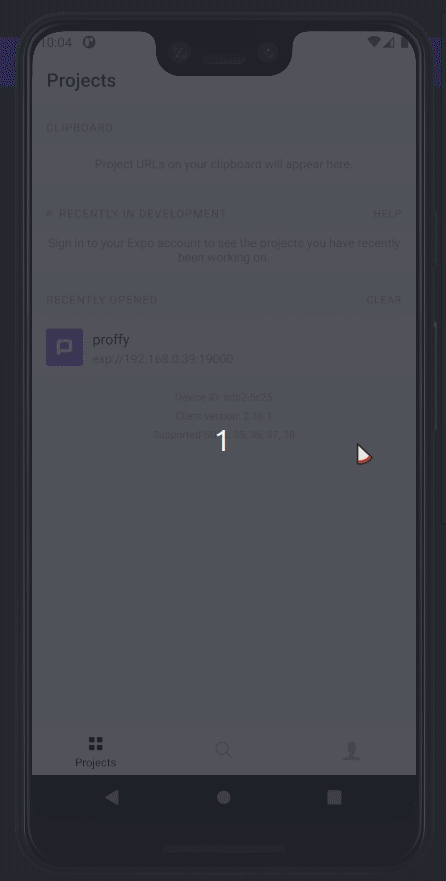 10:04
Projects
CLIPBOARD
Project URLs on your clipboard will appear here.
RECENTLY IN DEVELOPMENT
HELP
Sign in to your Expo account to see the projects you have recently
been working on.
RECENTLY OPENED
CLEAR
proffy
exp://192.168.0.39:19000
Device ID: ada2-8c25
Client version: 2.16.1
Supported 35, 36, 37, 38
1
Projects